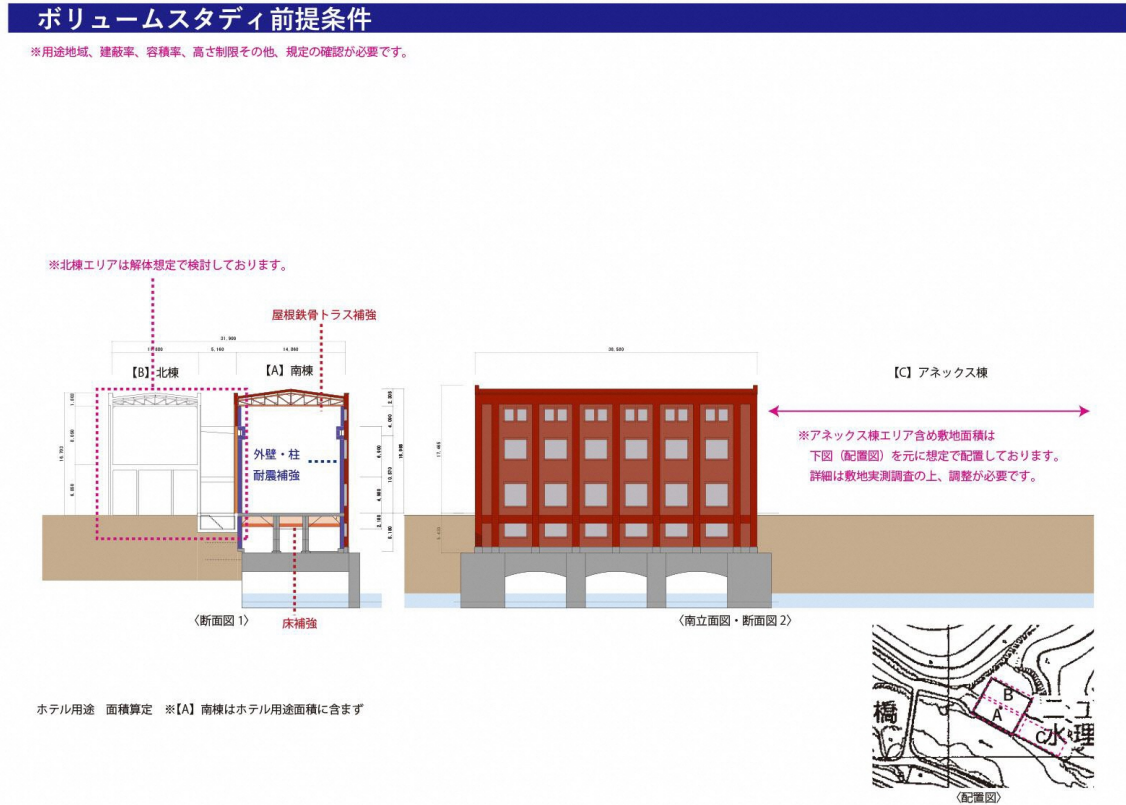 ボリュームスタディ前提条件
※用途地域、建蔽率、容積率、高さ制限その他、規定の確認が必要です。
※北棟エリアは解体想定で検討しております。
屋根鉄骨トラス補強
31,900
5,100
14,000
【B】北棟
【A】南棟
外壁・柱
耐震補強
〈断面図 1〉
床補強
【C】アネックス棟
※アネックス棟エリア含め敷地面積は
下図（配置図）を元に想定で配置しております。
詳細は敷地実測調査の上、調整が必要です。
〈南立面図・断面図 2〉
ホテル用途 面積算定 ※【A】南棟はホテル用途面積に含まず
橋
B
A
C
ニ
水
理
〈配置図〉